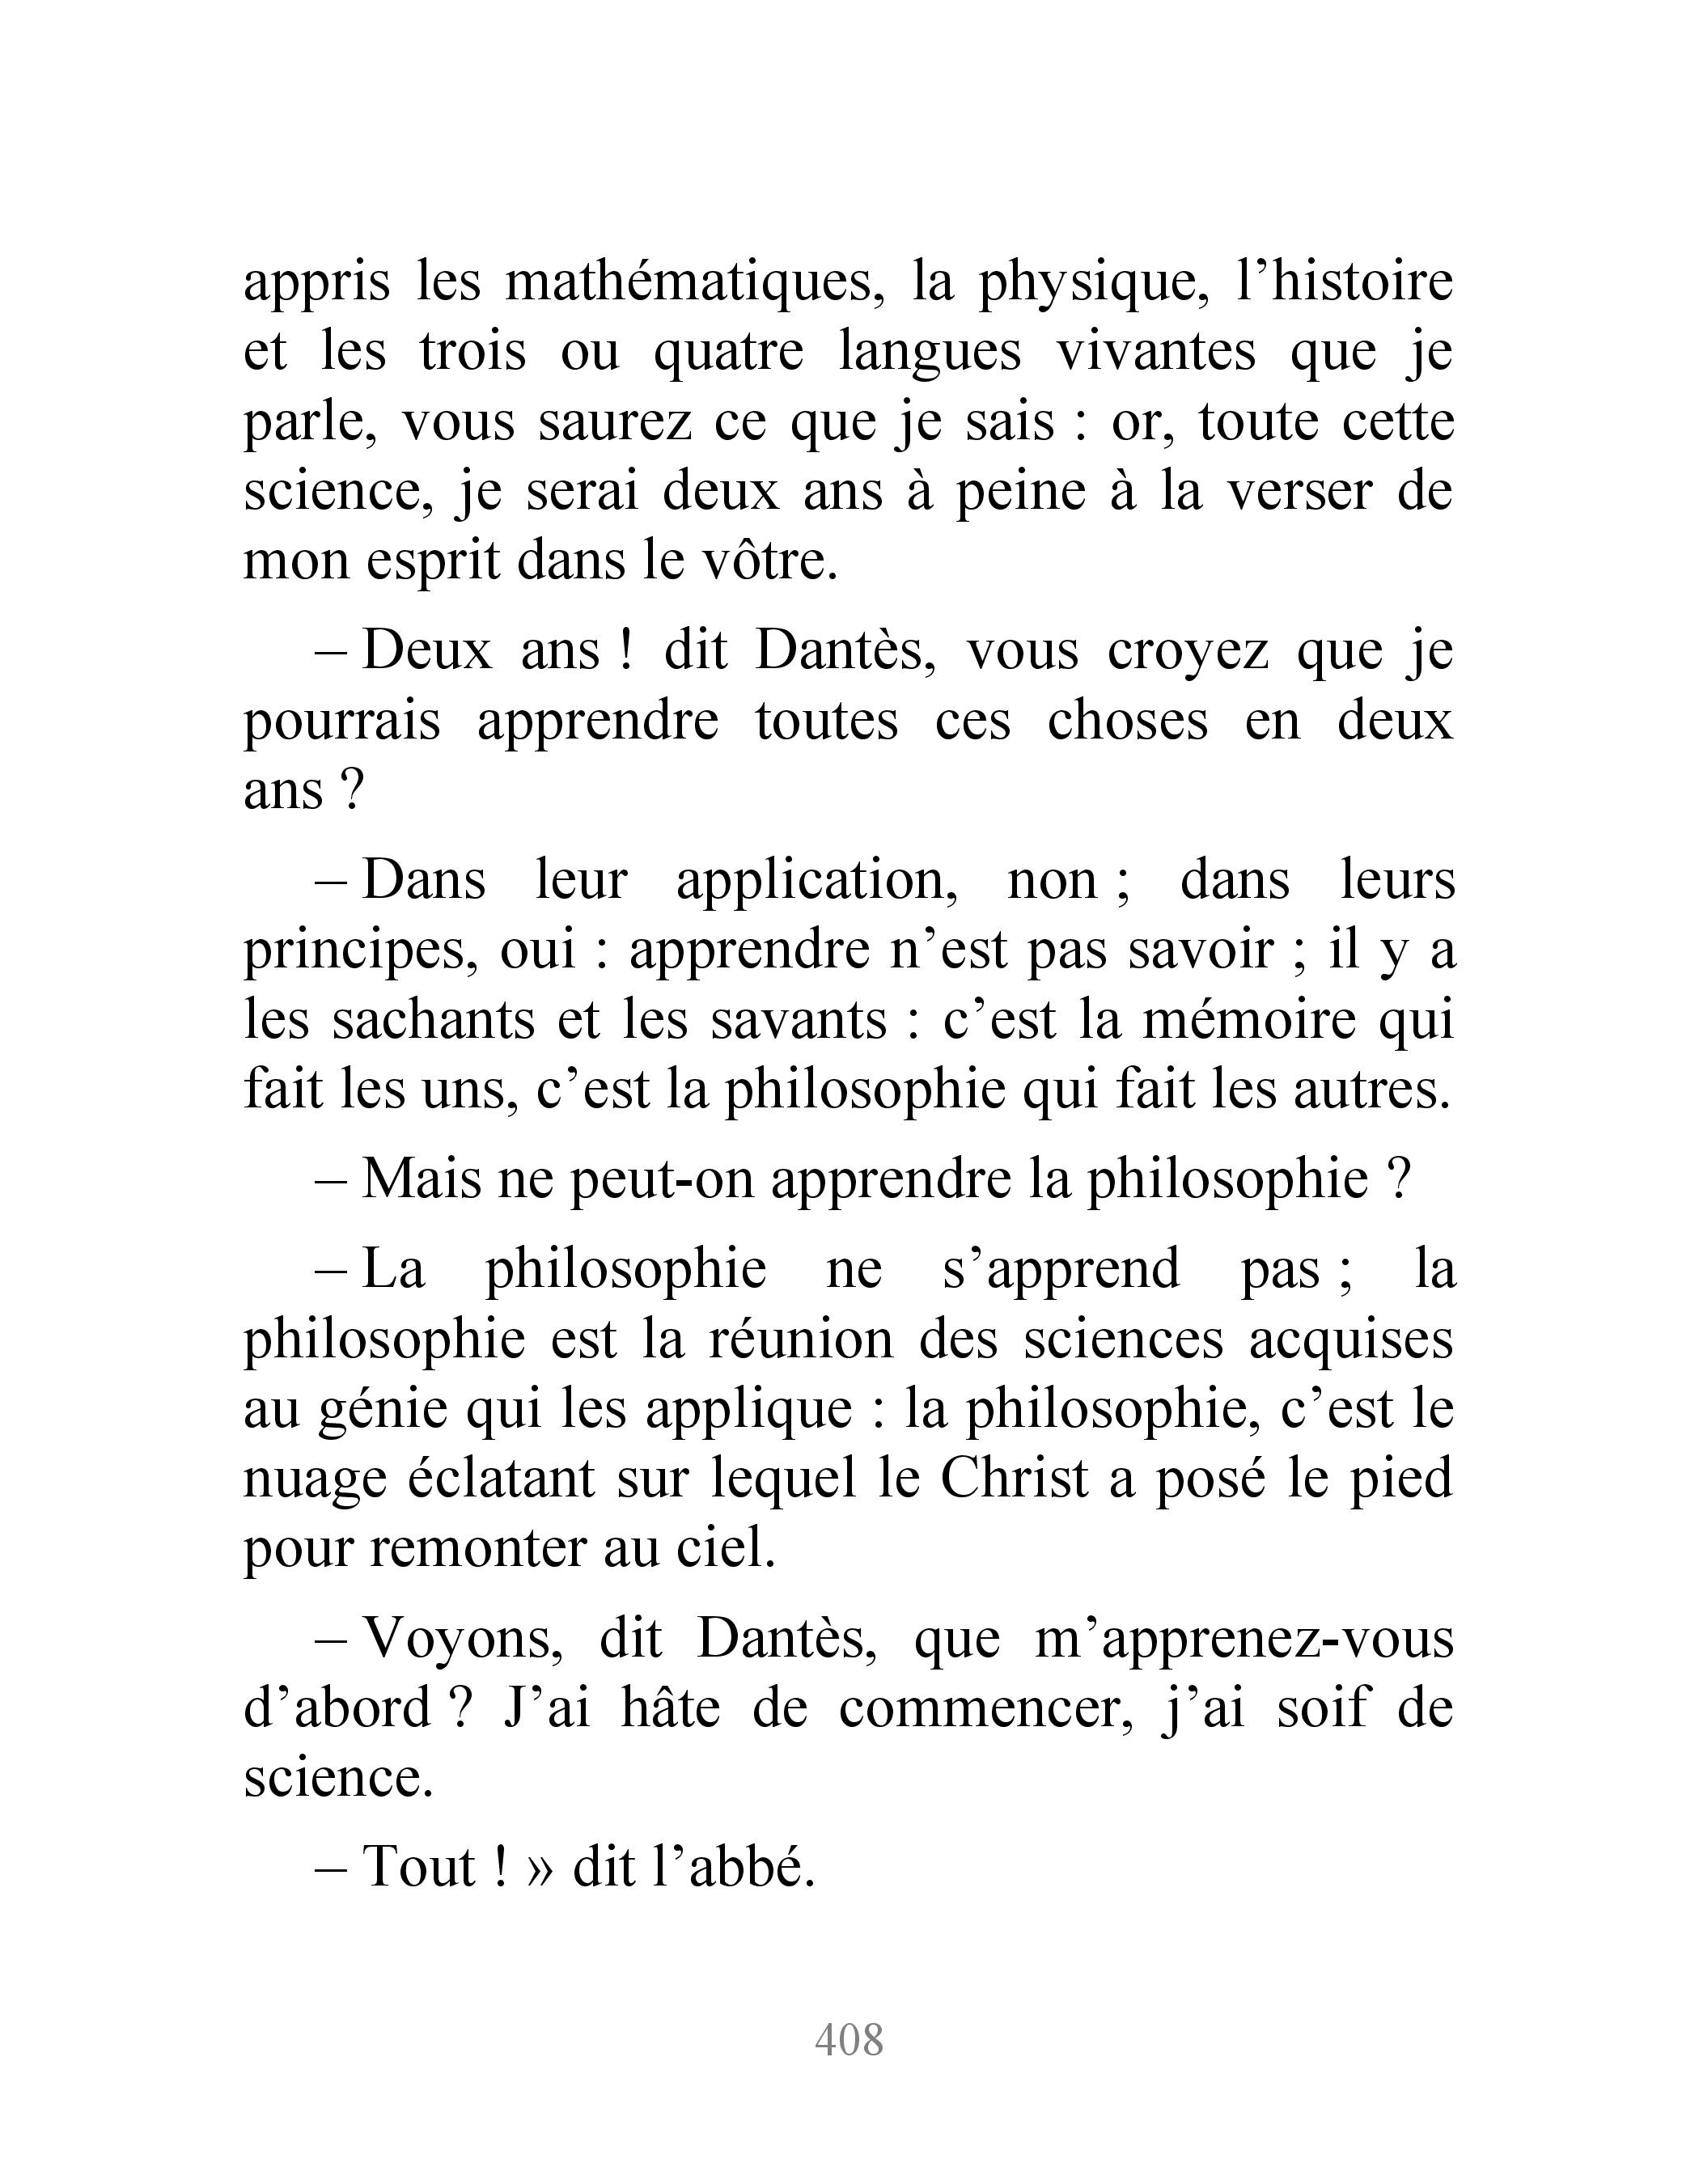 appris les mathématiques, la physique, l’histoire
et les trois ou quatre langues vivantes que je
parle, vous saurez ce que je sais : or, toute cette
science, je serai deux ans à peine à la verser de
mon esprit dans le vôtre.
– Deux ans ! dit Dantès, vous croyez que je
pourrais apprendre toutes ces choses en deux
ans ?
– Dans leur application, non ; dans leurs
principes, oui : apprendre n’est pas savoir ; il y a
les sachants et les savants : c’est la mémoire qui
fait les uns, c’est la philosophie qui fait les autres.
– Mais ne peut-on apprendre la philosophie ?
– La philosophie ne s’apprend pas ; la
philosophie est la réunion des sciences acquises
au génie qui les applique : la philosophie, c’est le
nuage éclatant sur lequel le Christ a posé le pied
pour remonter au ciel.
– Voyons, dit Dantès, que m’apprenez-vous
d’abord ? J’ai hâte de commencer, j’ai soif de
science.
– Tout ! » dit l’abbé.
408